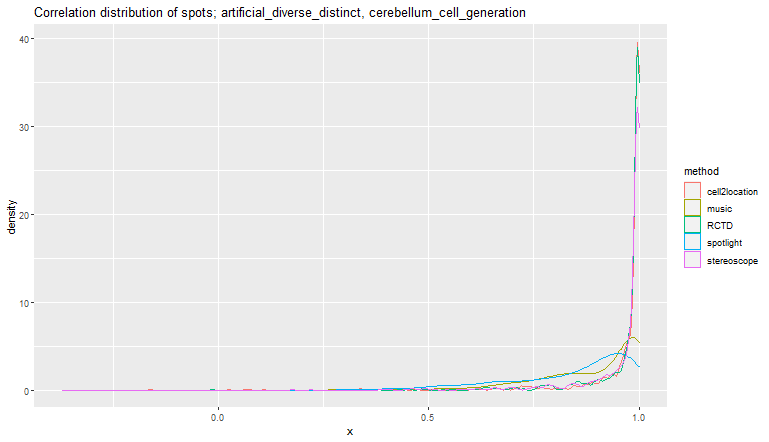 Correlation distribution of spots; artificial_diverse_distinct, cerebellum_cell_generation
40
30
20
10
0
density
0.0 0.5 1.0
x
method
cell2location
music
RCTD
spotlight
stereoscope